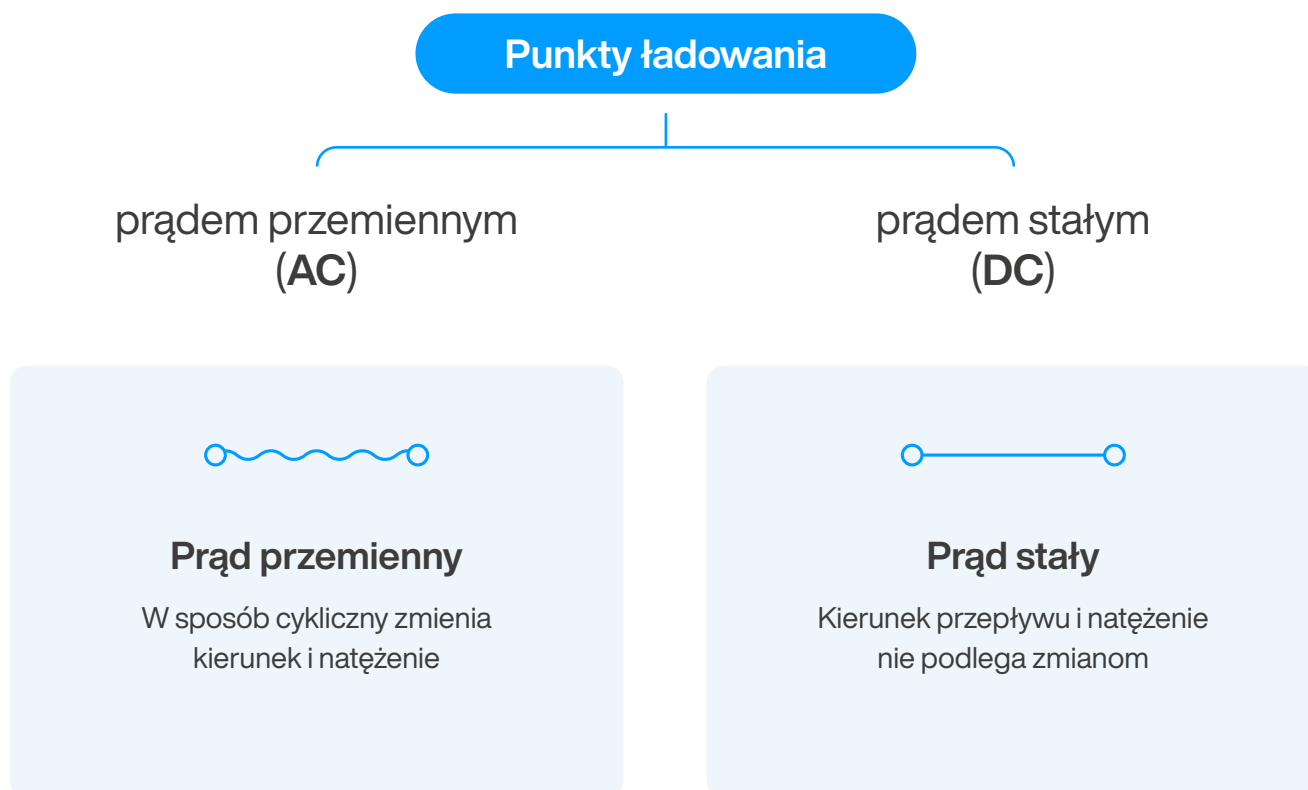 Punkty ładowania
prądem przemiennym
(AC)
prądem stałym
(DC)
Prąd przemienny
W sposób cykliczny zmienia
kierunek i natężenie
Prąd stały
Kierunek przepływu i natężenie
nie podlega zmianom